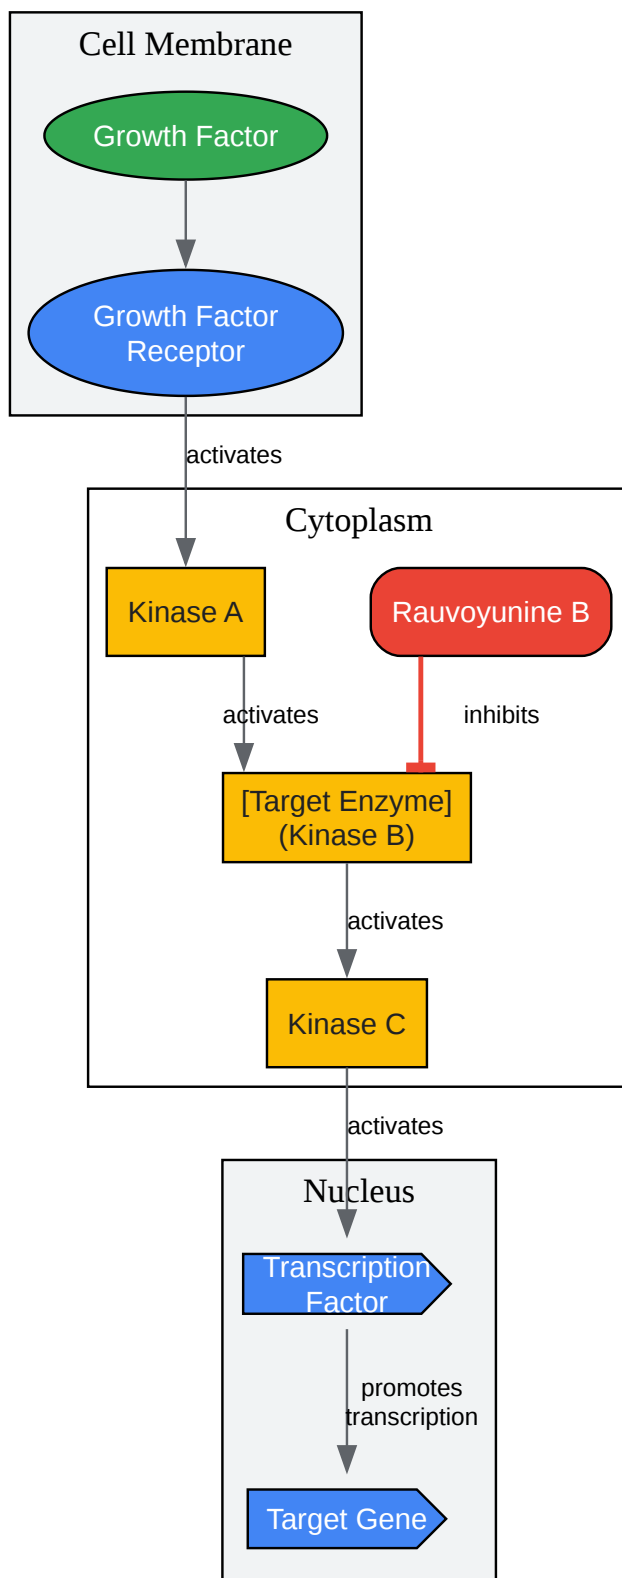 Cell Membrane
Growth Factor
Growth Factor
Receptor
activates
Cytoplasm
Kinase A
Rauvoyunine B
activates
inhibits
[Target Enzyme]
(Kinase B)
activates
Kinase C
activates
Nucleus
Transcription
Factor
promotes
transcription
Target Gene